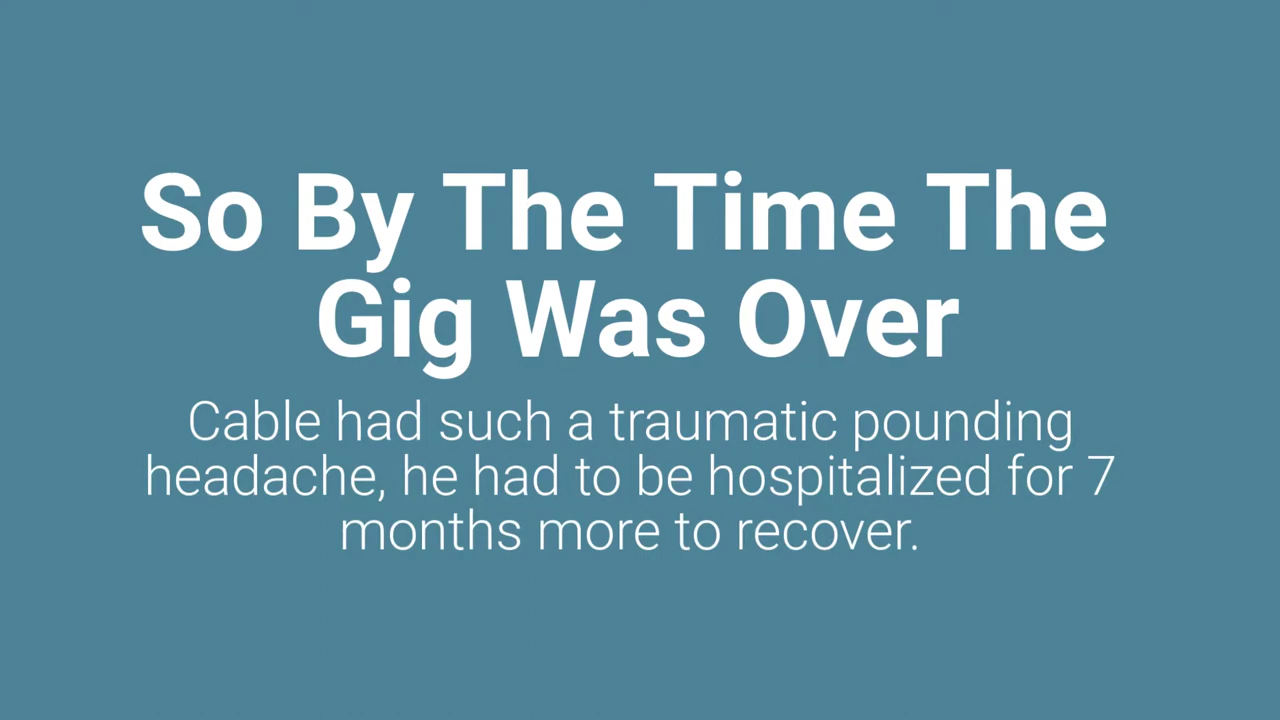 So By The Time The
Gig Was Over
Cable had such a traumatic pounding
headache, he had to be hospitalized for 7
months more to recover.